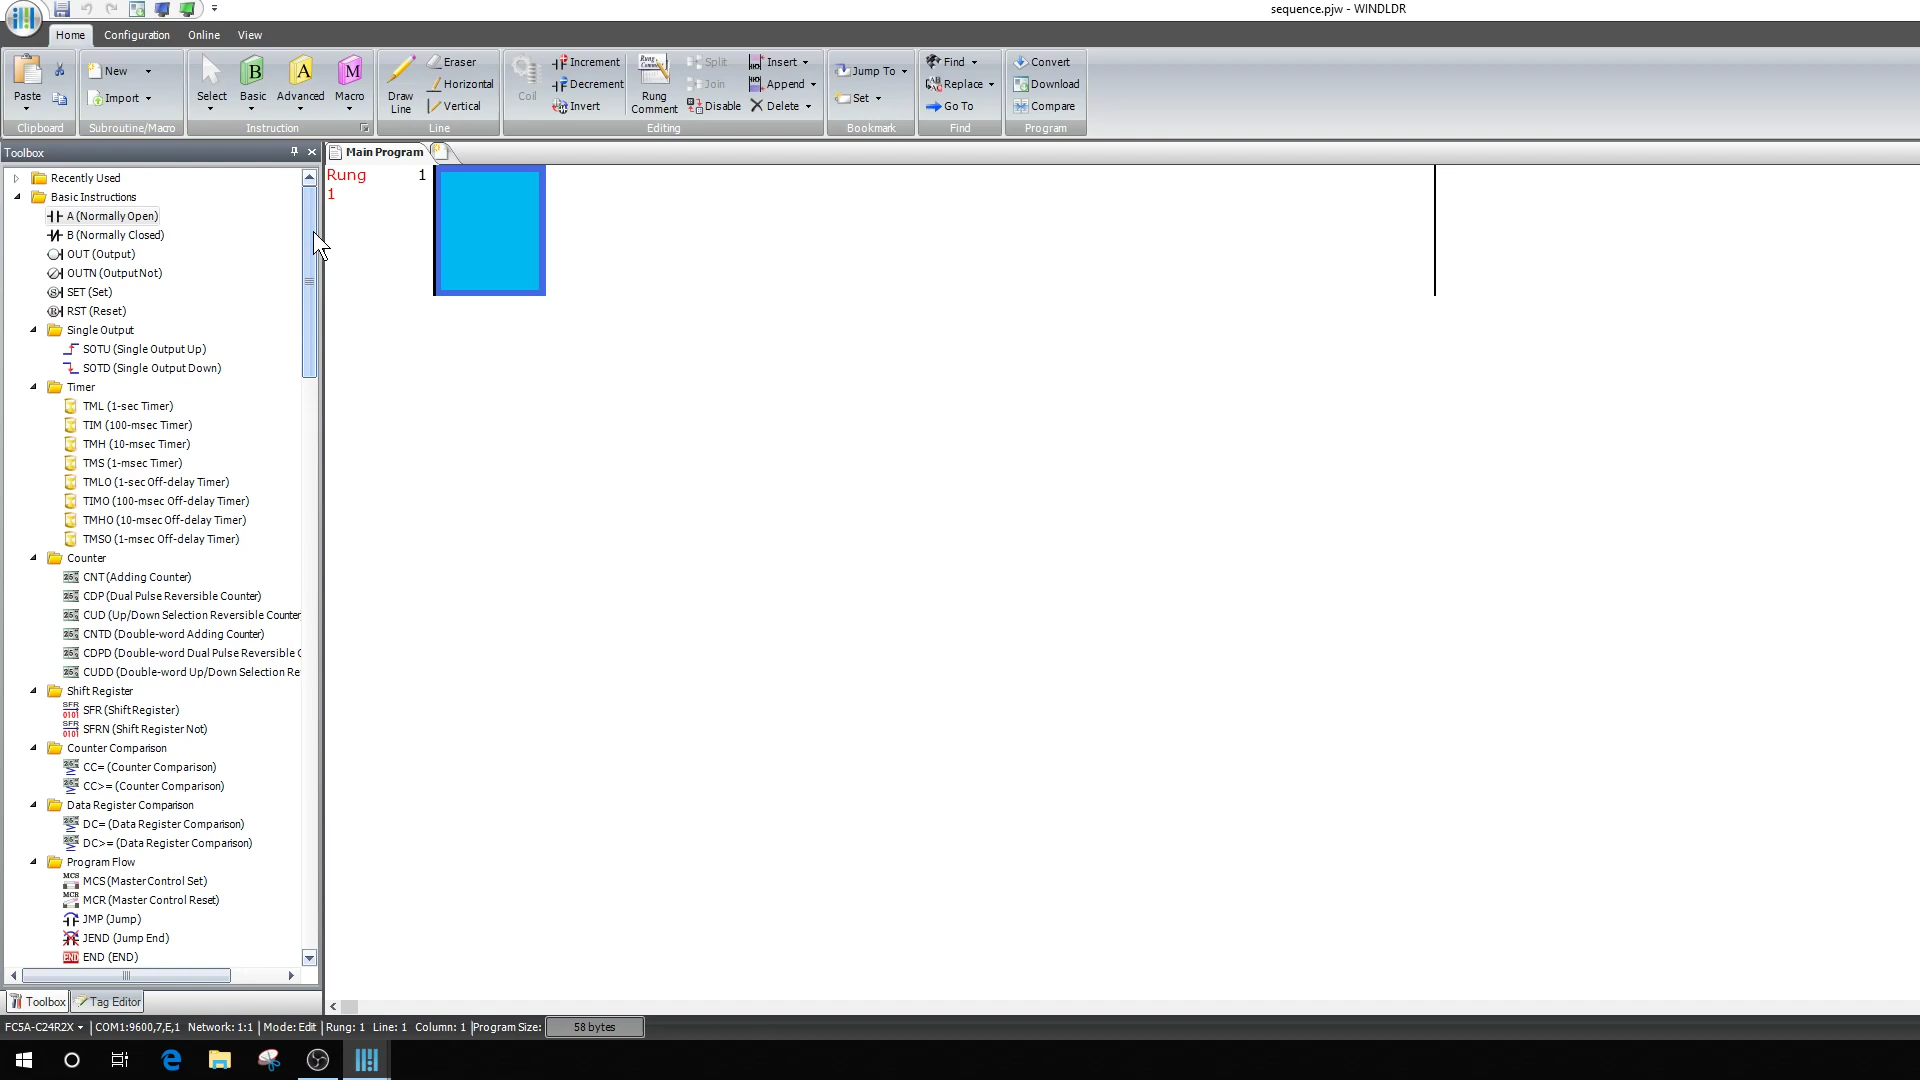 sequence.pjw - WINDLDR
Home Configuration Online View
Paste
Clipboard
New
Import
Subroutine/Macro
Select
Basic
Advanced
Macro
Instruction
Draw Line
Eraser
Horizontal
Vertical
Line
Coil
Increment
Decrement
Invert
Rung Comment
Split
Join
Disable
Insert
Append
Delete
Editing
Jump To
Set
Bookmark
Find
Replace
Go To
Find
Convert
Download
Compare
Program
Toolbox
Recently Used
Basic Instructions
A (Normally Open)
B (Normally Closed)
OUT (Output)
OUTN (Output Not)
SET (Set)
RST (Reset)
Single Output
SOTU (Single Output Up)
SOTD (Single Output Down)
Timer
TML (1-sec Timer)
TIM (100-msec Timer)
TMH (10-msec Timer)
TMS (1-msec Timer)
TMLO (1-sec Off-delay Timer)
TIMO (100-msec Off-delay Timer)
TMHO (10-msec Off-delay Timer)
TMSO (1-msec Off-delay Timer)
Counter
CNT (Adding Counter)
CDP (Dual Pulse Reversible Counter)
CUD (Up/Down Selection Reversible Counter
CNTD (Double-word Adding Counter)
CDPD (Double-word Dual Pulse Reversible C
CUDD (Double-word Up/Down Selection Re
Shift Register
SFR (Shift Register)
SFRN (Shift Register Not)
Counter Comparison
CC= (Counter Comparison)
CC>= (Counter Comparison)
Data Register Comparison
DC= (Data Register Comparison)
DC>= (Data Register Comparison)
Program Flow
MCS (Master Control Set)
MCR (Master Control Reset)
JMP (Jump)
JEND (Jump End)
END (END)
Toolbox Tag Editor
Main Program
Rung 1
1
FC5A-C24R2X COM1:9600,7,E,1 Network: 1:1 Mode: Edit Rung: 1 Line: 1 Column: 1 Program Size: 58 bytes